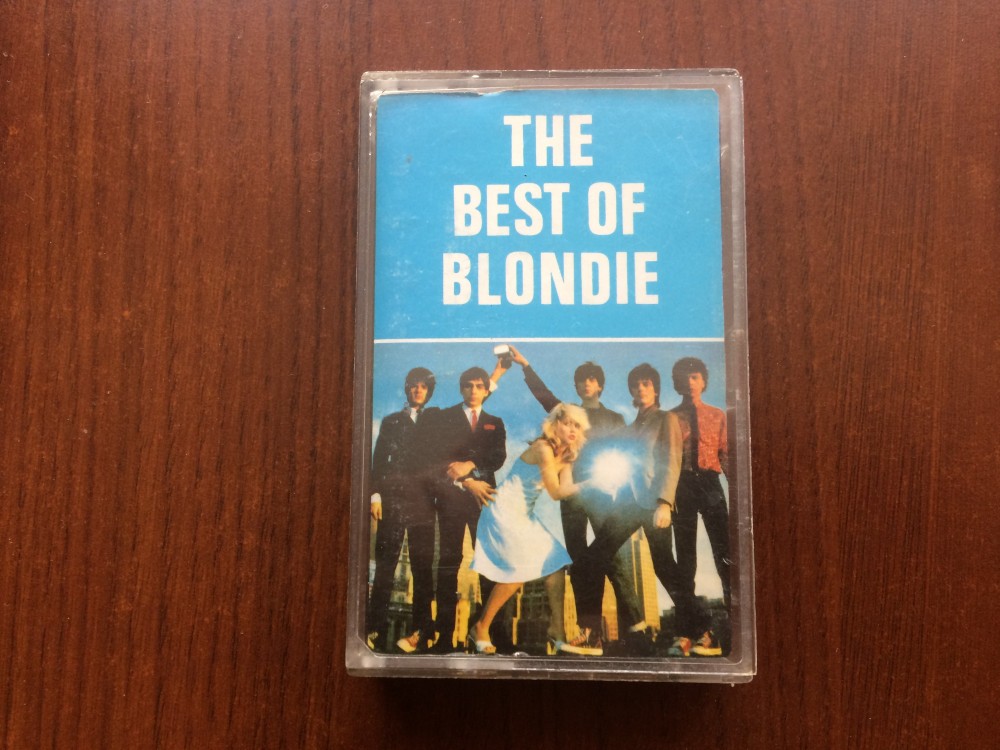 THE
BEST OF
BLONDIE